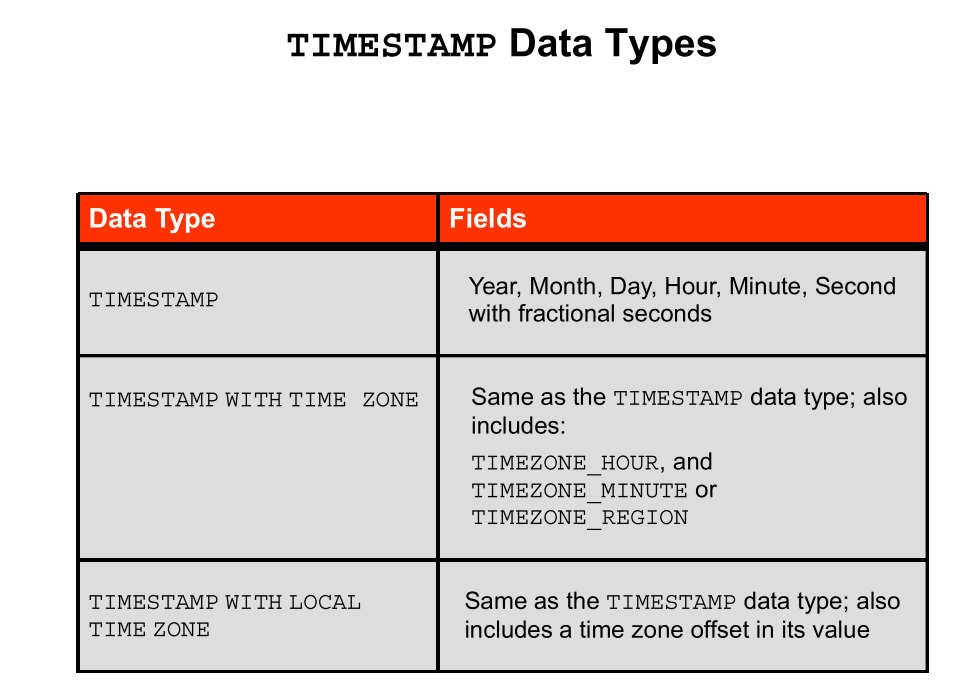 TIMESTAMP Data Types
Data Type
Fields
TIMESTAMP
Year, Month, Day, Hour, Minute, Second
with fractional seconds
TIMESTAMP WITH TIME ZONE
Same as the TIMESTAMP data type; also
includes:
TIMEZONE_HOUR, and
TIMEZONE_MINUTE or
TIMEZONE_REGION
TIMESTAMP WITH LOCAL
TIME ZONE
Same as the TIMESTAMP data type; also
includes a time zone offset in its value